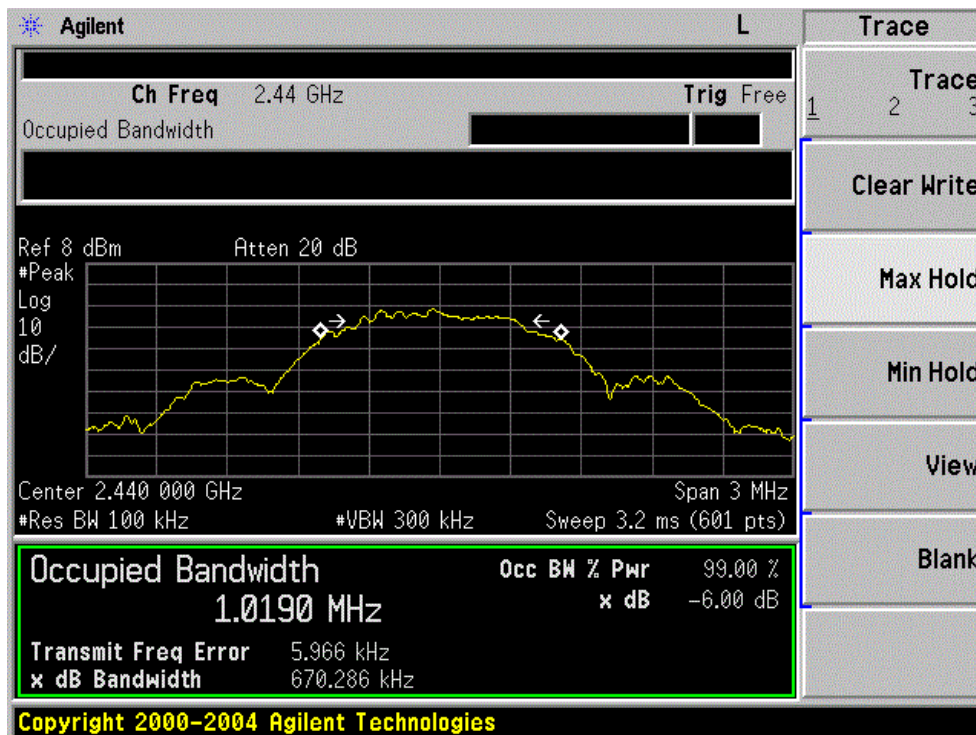 Agilent L Trace
Ch Freq 2.44 GHz Trig Free
Occupied Bandwidth
Trace
1 2 3
Clear Write
Max Hold
Min Hold
View
Blank
Ref 8 dBm Atten 20 dB
#Peak
Log
10
dB/
Center 2.440 000 GHz Span 3 MHz
#Res BW 100 kHz #VBW 300 kHz Sweep 3.2 ms (601 pts)
Occupied Bandwidth
1.0190 MHz
Occ BW % Pwr 99.00 %
x dB -6.00 dB
Transmit Freq Error 5.966 kHz
x dB Bandwidth 670.286 kHz
Copyright 2000-2004 Agilent Technologies